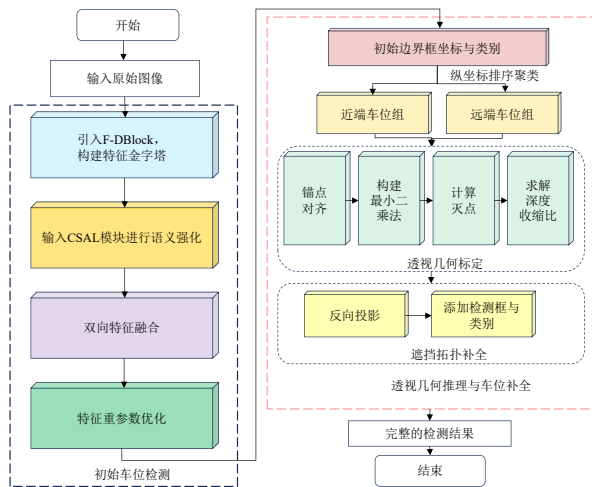 开始
输入原始图像
引入F-DBlock,
构建特征金字塔
输入CSAL模块进行语义强化
双向特征融合
特征重参数优化
初始车位检测
初始边界框坐标与类别
纵坐标排序聚类
近端车位组
远端车位组
锚点
对齐
构建
最小二
乘法
计算
灭点
求解
深度
收缩比
透视几何标定
反向投影
添加检测框与
类别
遮挡拓扑补全
透视几何推理与车位补全
完整的检测结果
结束